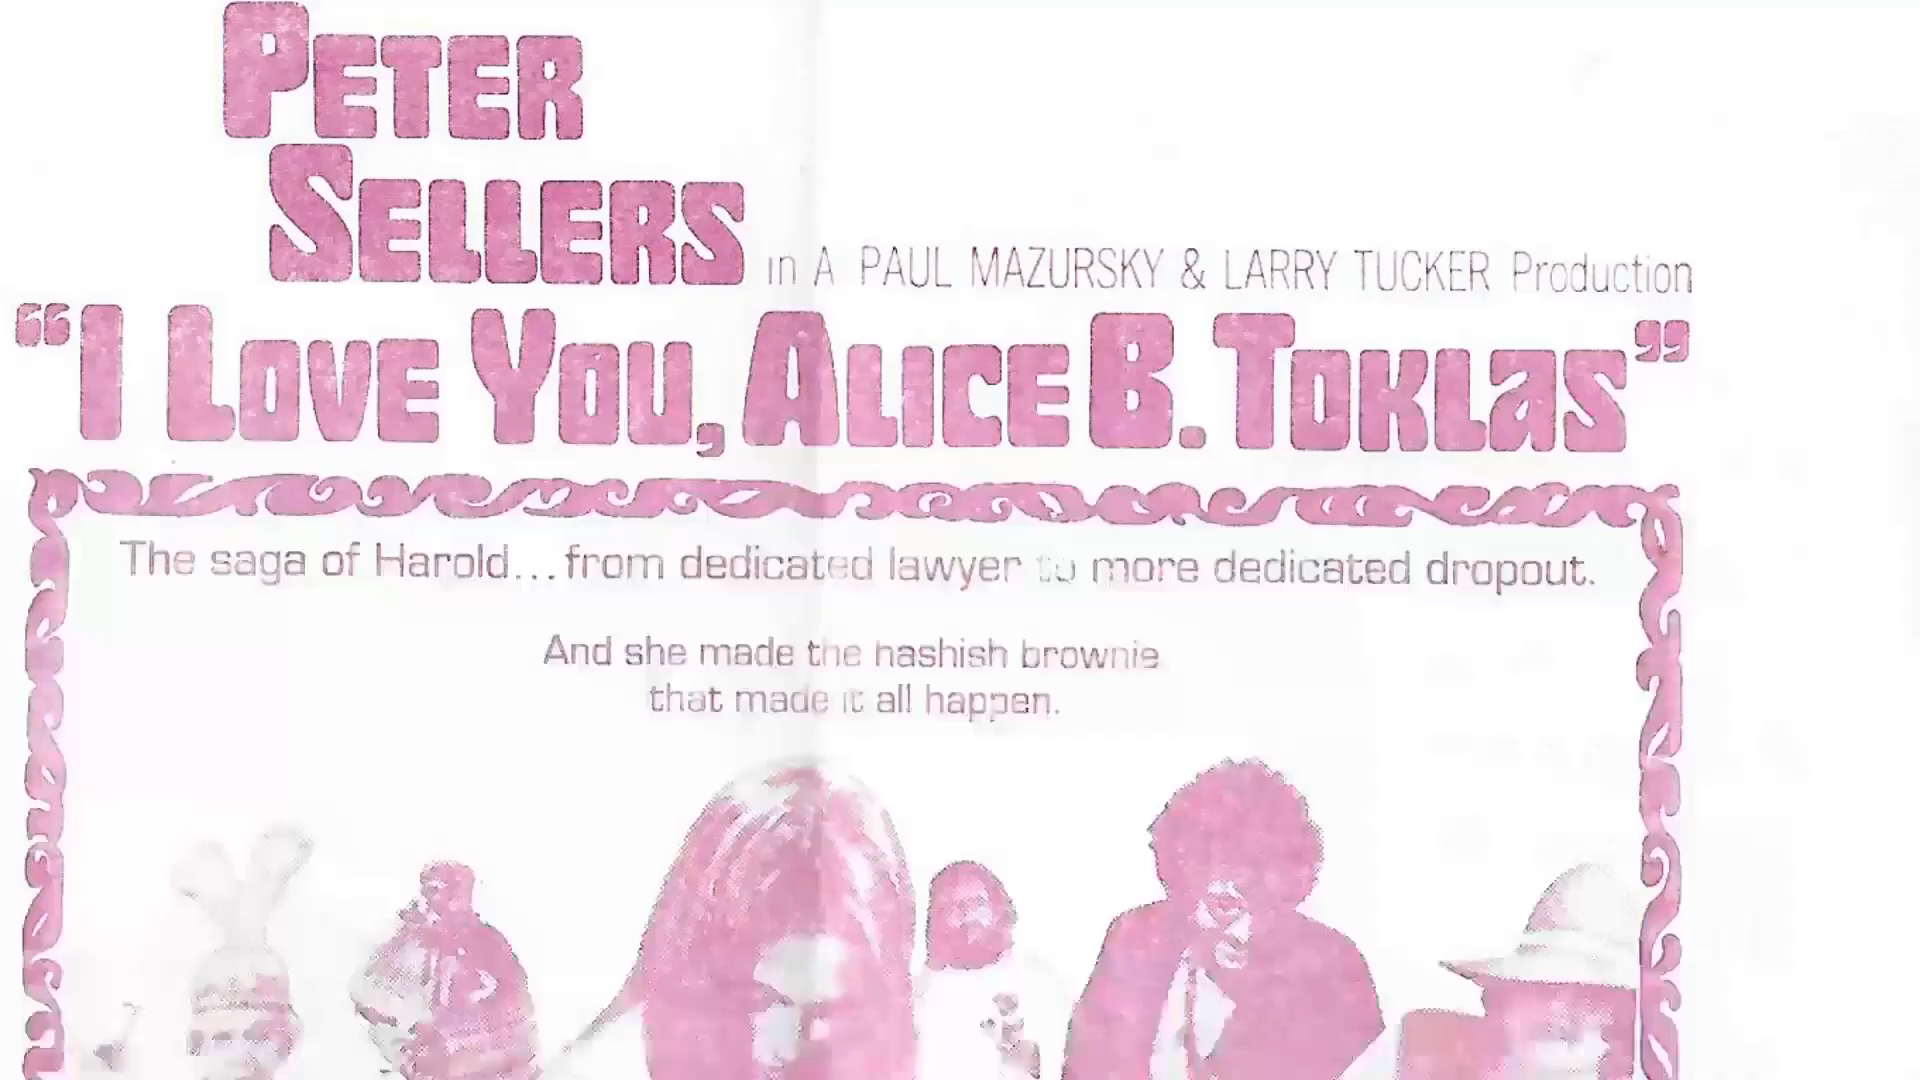 PETER
SELLERS
in A PAUL MAZURSKY & LARRY TUCKER Production
“I LOVE YOU, ALICE B. TOKLAS”
The saga of Harold...from dedicated lawyer to more dedicated dropout.
And she made the hashish brownie
that made it all happen.